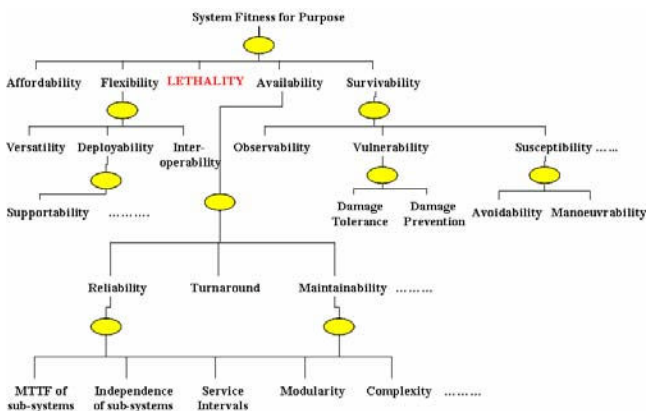 System Fitness for Purpose
Affordability Flexibility LETHALITY Availability Survivability
Versatility Deployability Inter-
operability Observability Vulnerability Susceptibility ......
Supportability ..........
Damage
Tolerance Damage
Prevention Avoidability Manoeuvrability
Reliability Turnaround Maintainability .........
MTTF of
sub-systems Independence
of sub-systems Service
Intervals Modularity Complexity .........